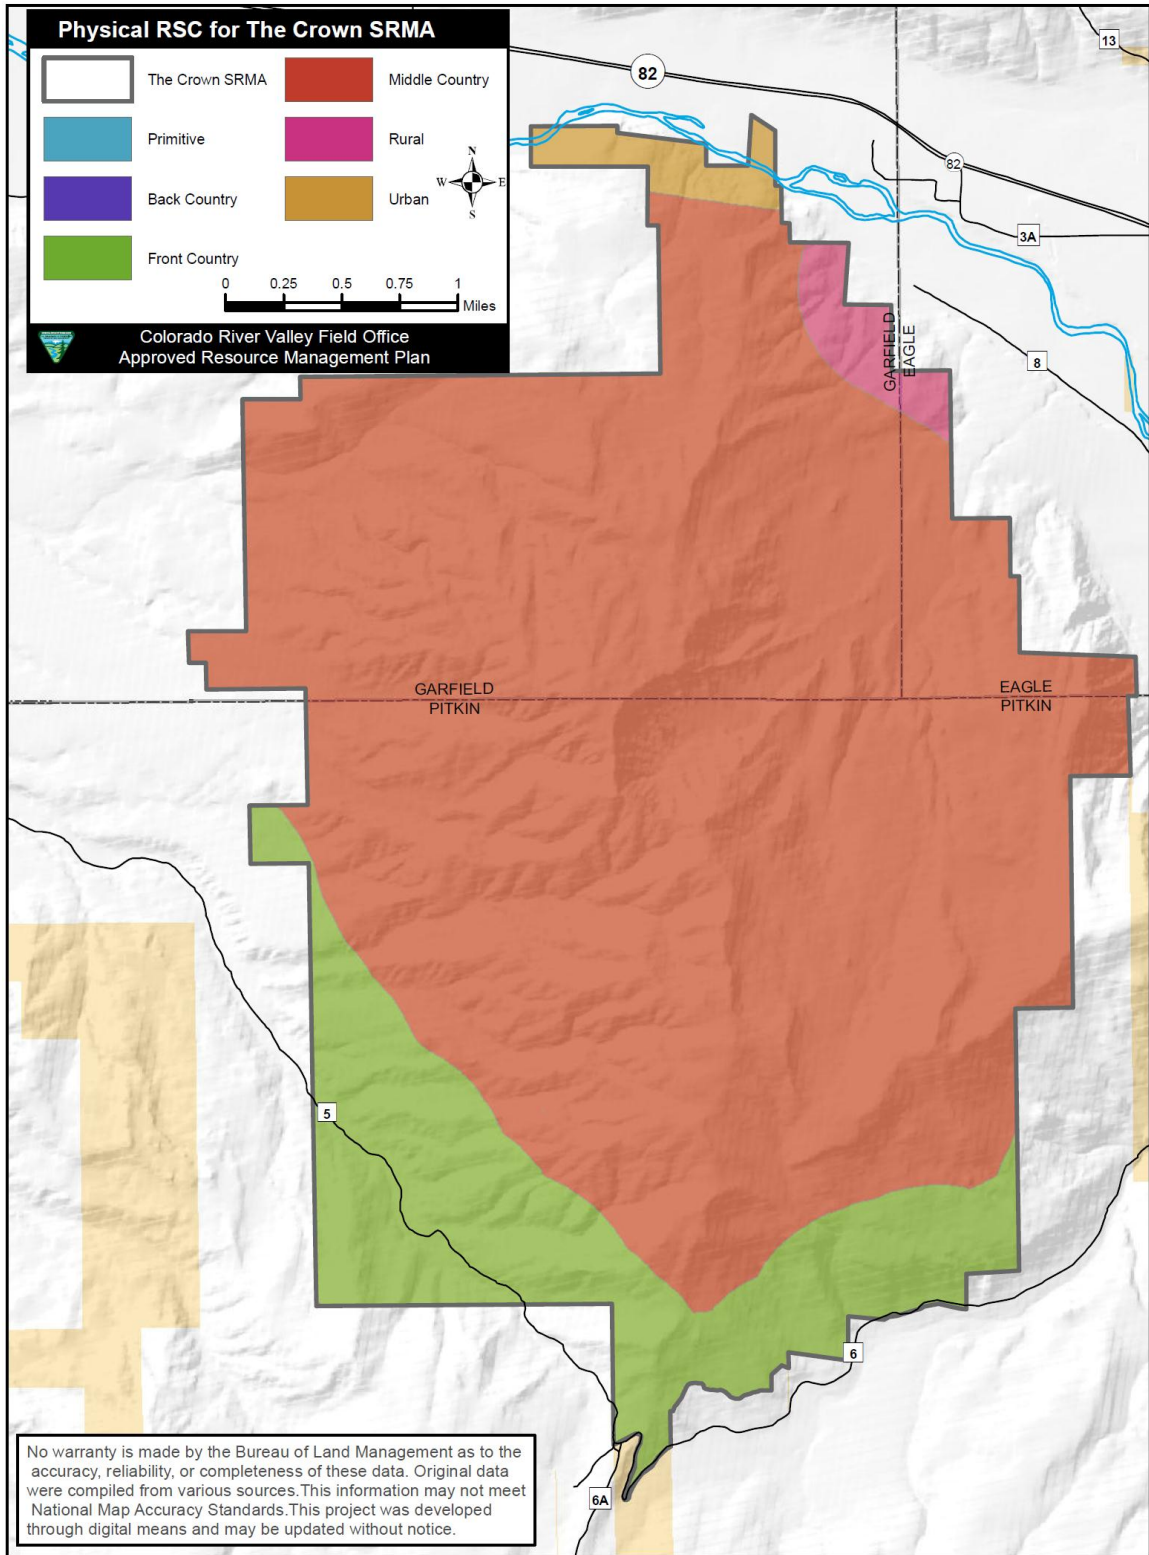 Physical RSC for The Crown SRMA
The Crown SRMA
Middle Country
Primitive
Rural
Back Country
Urban
Front Country
N
W E
S
0 0.25 0.5 0.75 1
Miles
Colorado River Valley Field Office
Approved Resource Management Plan
82
13
82
3A
8
GARFIELD
EAGLE
GARFIELD
PITKIN
EAGLE
PITKIN
5
6
6A
No warranty is made by the Bureau of Land Management as to the
accuracy, reliability, or completeness of these data. Original data
were compiled from various sources.This information may not meet
National Map Accuracy Standards.This project was developed
through digital means and may be updated without notice.